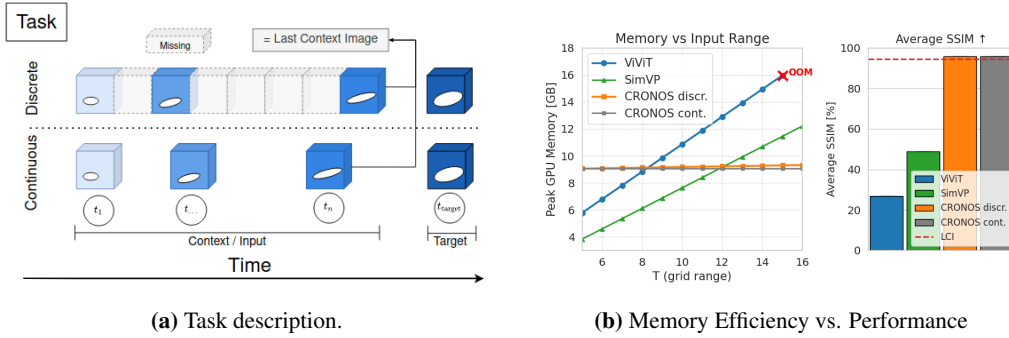 Task
Missing
= Last Context Image
Discrete
Continuous
t1
t...
tn
ttarget
Context / Input
Target
Time
(a) Task description.
Memory vs Input Range
Peak GPU Memory [GB]
18
16
14
12
10
8
6
4
ViViT
SimVP
CRONOS discr.
CRONOS cont.
OOM
6
8
10
12
14
16
T (grid range)
Average SSIM ↑
Average SSIM [%]
100
80
60
40
20
0
ViViT
SimVP
CRONOS discr.
CRONOS cont.
LCI
(b) Memory Efficiency vs. Performance